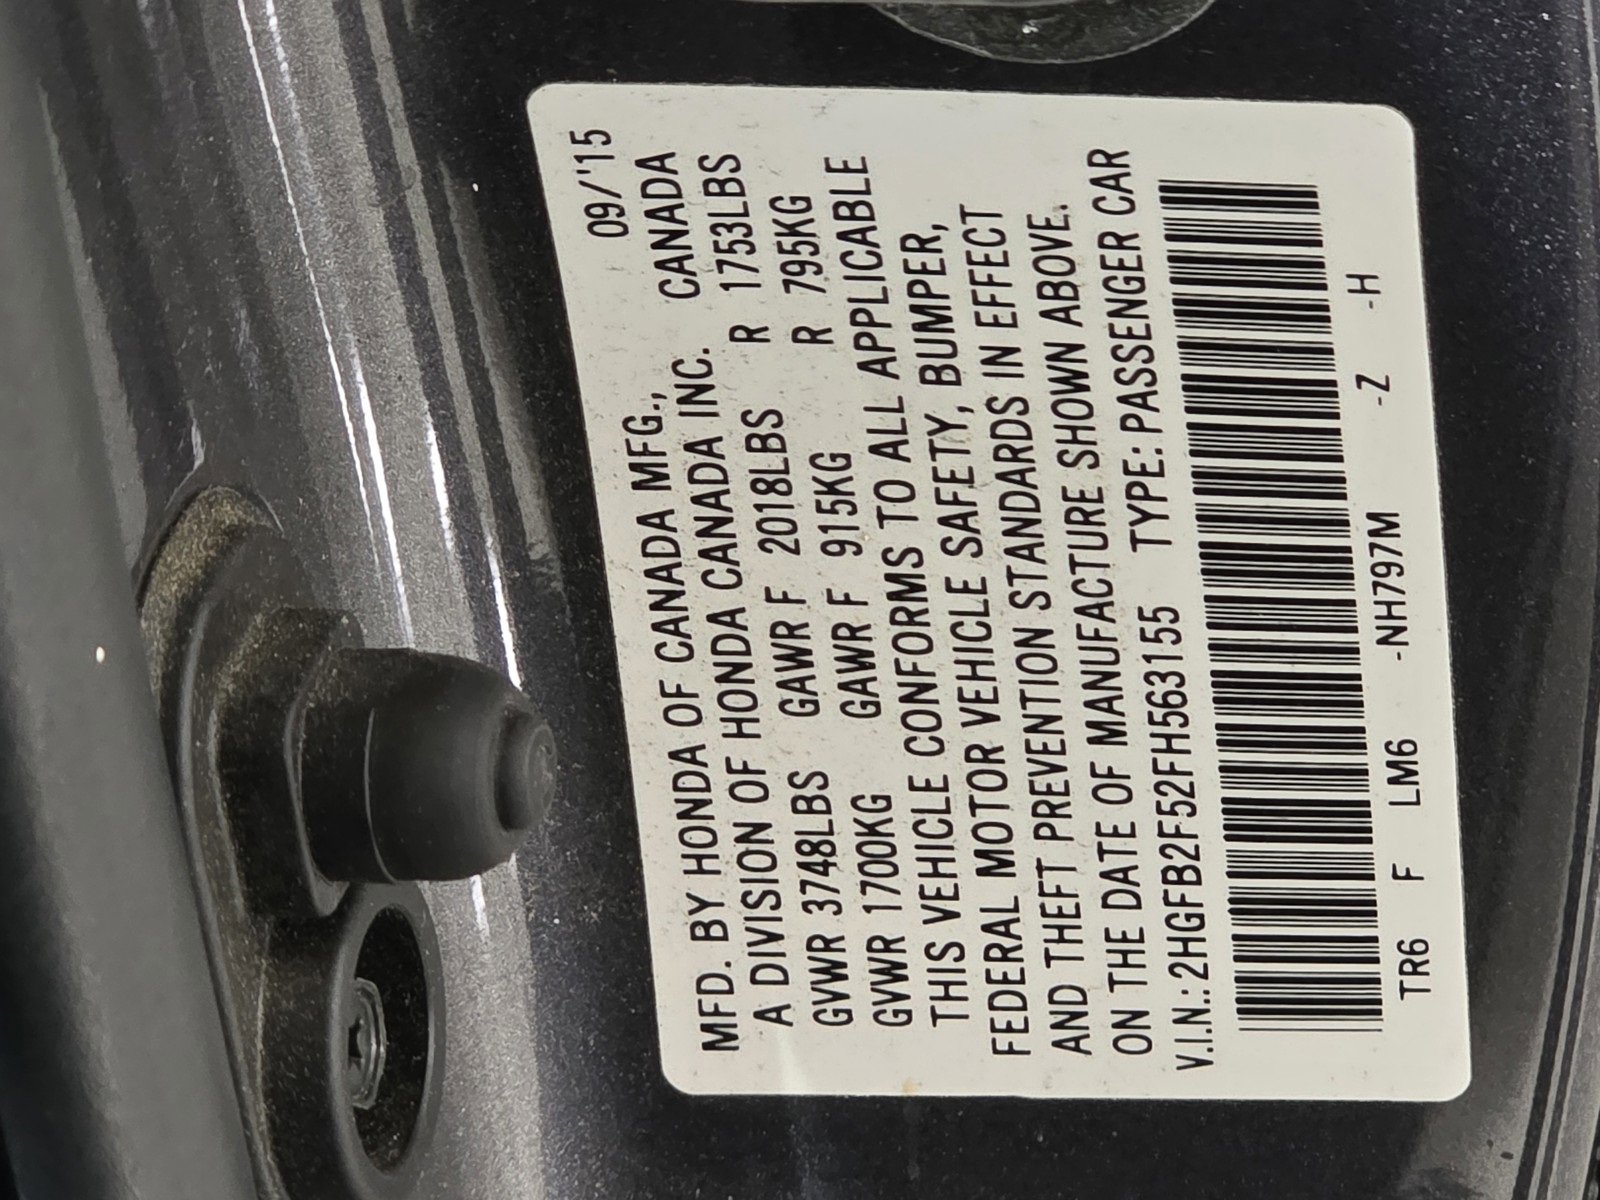 09/'15
MFD. BY HONDA OF CANADA MFG., CANADA
A DIVISION OF HONDA CANADA INC.
GVWR 3748LBS GAWR F 2018LBS R 1753LBS
GVWR 1700KG GAWR F 915KG R 795KG
THIS VEHICLE CONFORMS TO ALL APPLICABLE
FEDERAL MOTOR VEHICLE SAFETY, BUMPER,
AND THEFT PREVENTION STANDARDS IN EFFECT
ON THE DATE OF MANUFACTURE SHOWN ABOVE.
V.I.N.: 2HGFB2F52FH563155 TYPE: PASSENGER CAR
TR6 F LM6 -NH797M -Z -H